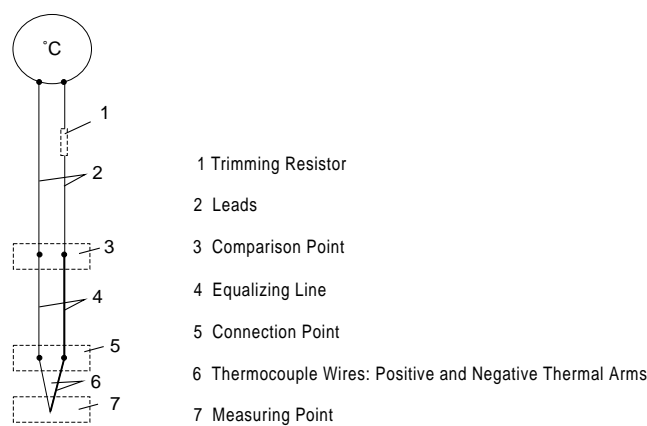 °C
1
2
3
4
5
6
7
1 Trimming Resistor
2 Leads
3 Comparison Point
4 Equalizing Line
5 Connection Point
6 Thermocouple Wires: Positive and Negative Thermal Arms
7 Measuring Point